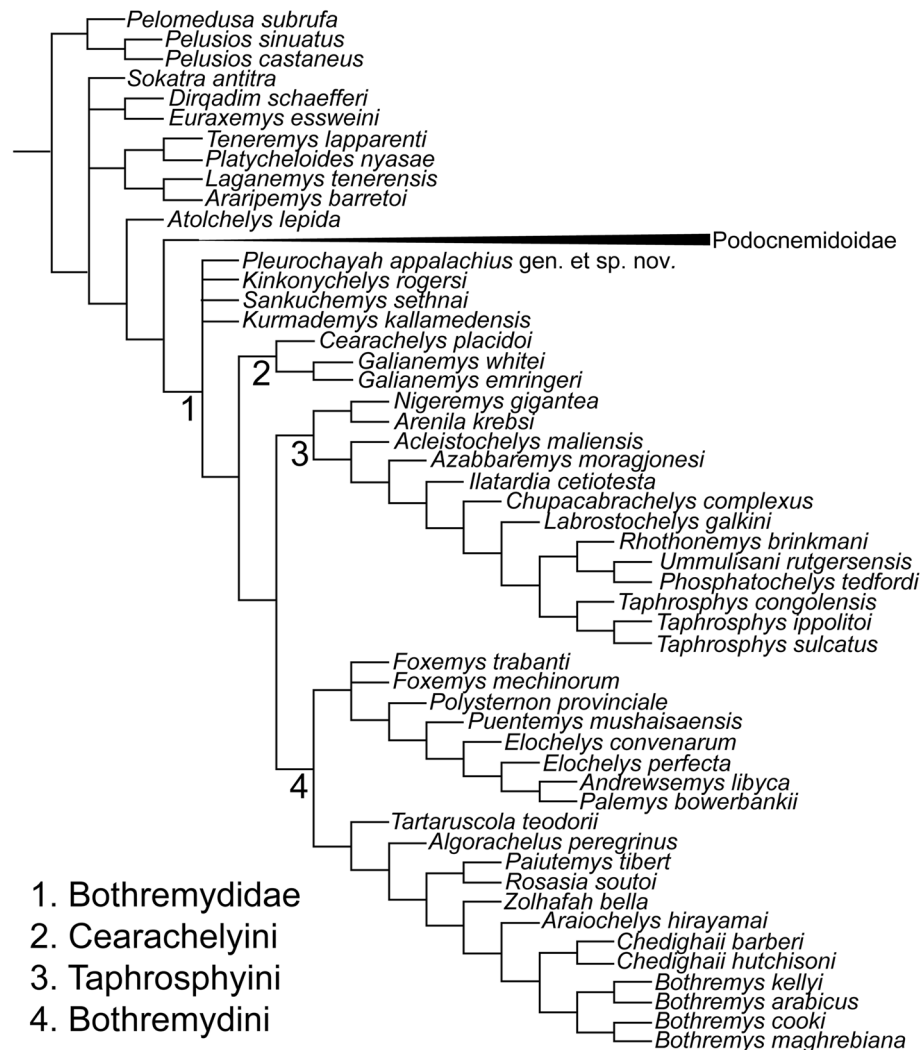 Pelomedusa subrufa
Pelusios sinuatus
Pelusios castaneus
Sokatra antitra
Dirqadim schaefferi
Euraxemys essweini
Teneremys lapparenti
Platycheloides nyasae
Laganemys tenerensis
Araripemys barretoi
Atolchelys lepida
Podocnemidoidae
Pleurochayah appalachius gen. et sp. nov.
Kinkonychelys rogersi
Sankuchemys sethnai
Kurmademys kallamedensis
Cearachelys placidoi
Galianemys whitei
2
Galianemys emringeri
Nigeremys gigantea
1
Arenila krebsi
Acleistochelys maliensis
3
Azabbaremys moragjonesi
Ilatardia cetiotesta
Chupacabrachelys complexus
Labrostochelys galkini
Rhothonemys brinkmani
Ummulisani rutgersensis
Phosphatochelys tedfordi
Taphrosphys congolensis
Taphrosphys ippolitoi
Taphrosphys sulcatus
Foxemys trabanti
Foxemys mechinorum
Polysternon provinciale
Puentemys mushaisaensis
Elochelys convenarum
Elochelys perfecta
4
Andrewsemys libyca
Palemys bowerbankii
Tartaruscola teodorii
Algorachelus peregrinus
Paiutemys tibert
Rosasia soutoi
Zolhafah bella
Araiochelys hirayamai
Chedighaii barberi
Chedighaii hutchisoni
Bothremys kellyi
Bothremys arabicus
Bothremys cooki
Bothremys maghrebiana
1. Bothremydidae
2. Cearachelyini
3. Taphrosphyini
4. Bothremydini